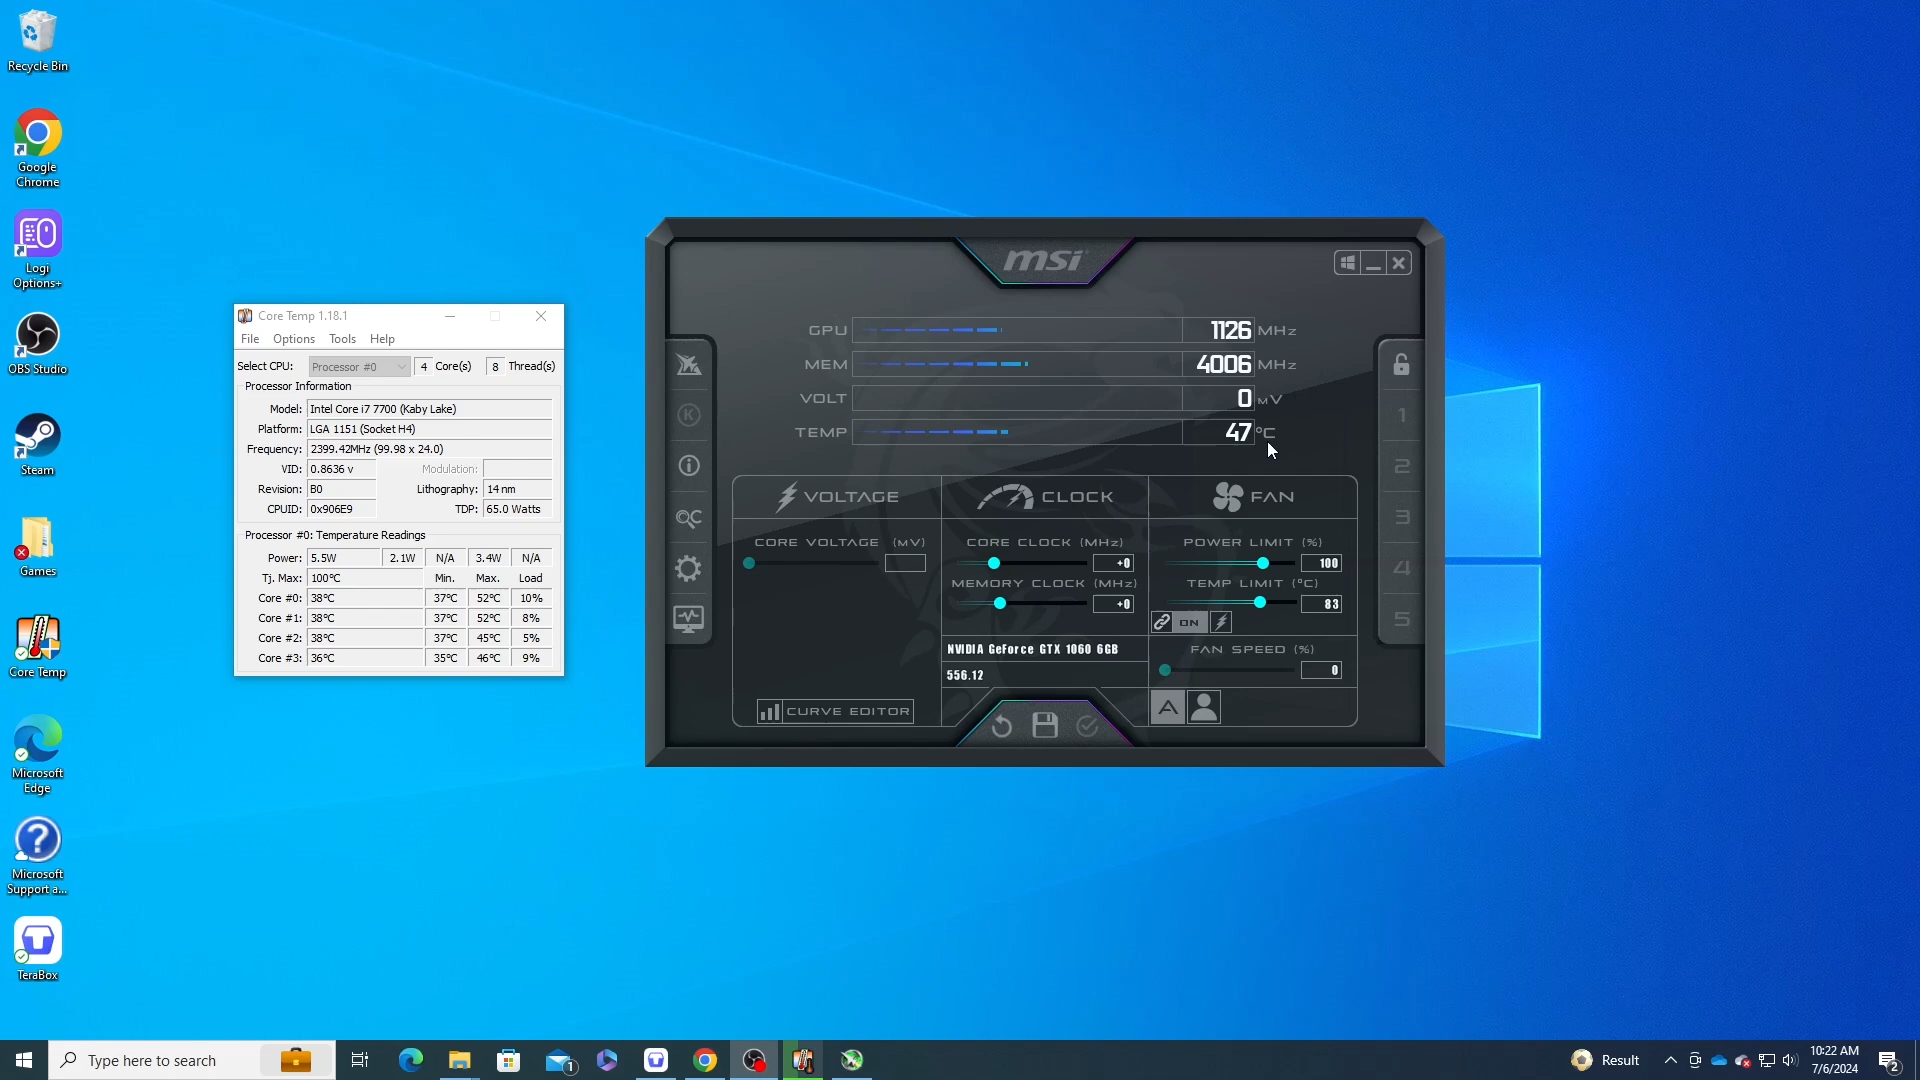 Recycle Bin
Google
Chrome
Logi
Options+
OBS Studio
Steam
Games
Core Temp
Microsoft
Edge
Microsoft
Support a...
TeraBox
Core Temp 1.18.1
File Options Tools Help
Select CPU: Processor #0 4 Core(s) 8 Thread(s)
Processor Information
Model: Intel Core i7 7700 (Kaby Lake)
Platform: LGA 1151 (Socket H4)
Frequency: 2399.42MHz (99.98 x 24.0)
VID: 0.8636 v Modulation:
Revision: B0 Lithography: 14 nm
CPUID: 0x906E9 TDP: 65.0 Watts
Processor #0: Temperature Readings
Power: 5.5W 2.1W N/A 3.4W N/A
Tj. Max: 100°C Min. Max. Load
Core #0: 38°C 37°C 52°C 10%
Core #1: 38°C 37°C 52°C 8%
Core #2: 38°C 37°C 45°C 5%
Core #3: 36°C 35°C 46°C 9%
msi
GPU 1126 MHz
MEM 4006 MHz
VOLT 0 MV
TEMP 47 °C
K
OC
1
2
3
4
5
VOLTAGE
CORE VOLTAGE (MV)
CURVE EDITOR
CLOCK
CORE CLOCK (MHz)
+0
MEMORY CLOCK (MHz)
+0
NVIDIA GeForce GTX 1060 6GB
556.12
FAN
POWER LIMIT (%)
100
TEMP LIMIT (°C)
83
ON
FAN SPEED (%)
0
A
Type here to search
1
Result
10:22 AM
7/6/2024
2